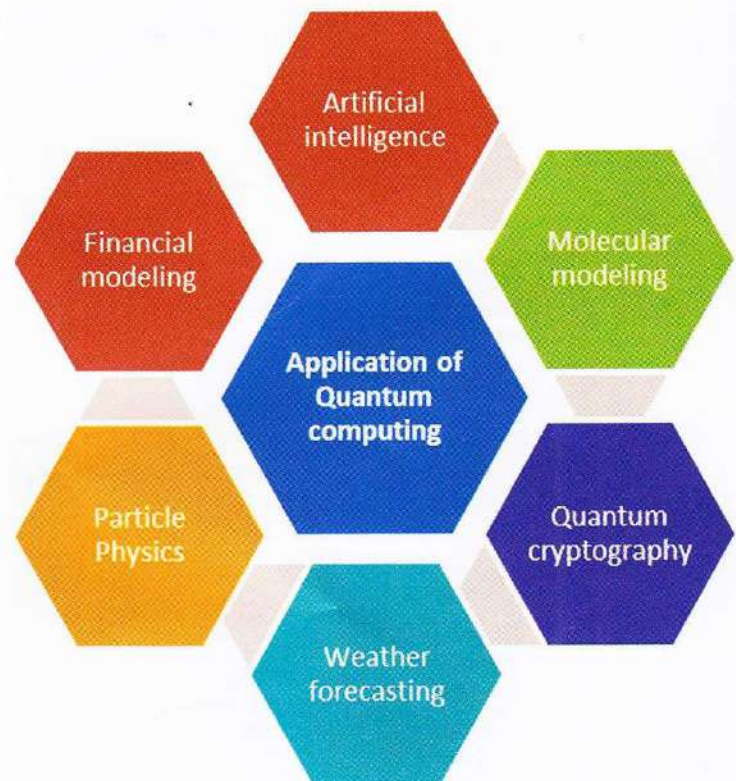 Artificial
intelligence
Financial
modeling
Molecular
modeling
Application of
Quantum
computing
Particle
Physics
Quantum
cryptography
Weather
forecasting